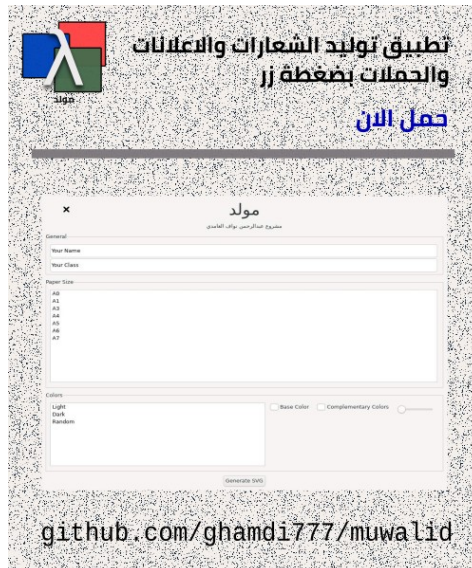 تطبيق توليد الشعارات والاعلانات
والحملات بضغطة زر
λ
مولد
حمل الان
×
مولد
مشروع عبدالرحمن نواف الغامدي
General
Your Name
Your Class
Paper Size
A0
A1
A3
A4
A5
A6
A7
Colors
Light
Dark
Random
Base Color
Complementary Colors
Generate SVG
github.com/ghamdi777/muwalid